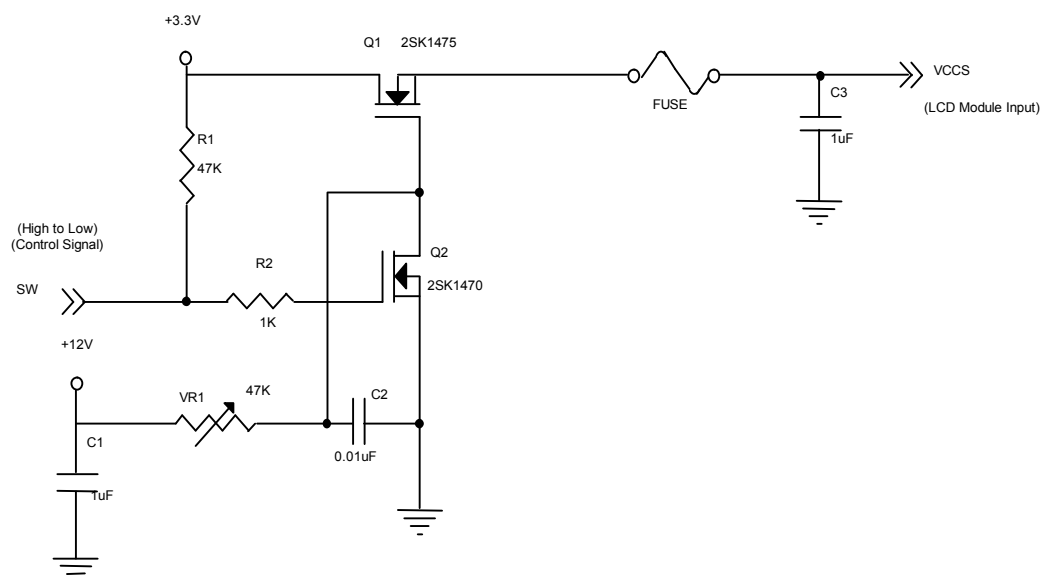 +3.3V
Q1 2SK1475
VCCS
FUSE
C3
(LCD Module Input)
R1
1uF
47K
(High to Low)
(Control Signal)
Q2
R2
SW
2SK1470
1K
+12V
VR1
47K
C2
C1
0.01uF
1uF